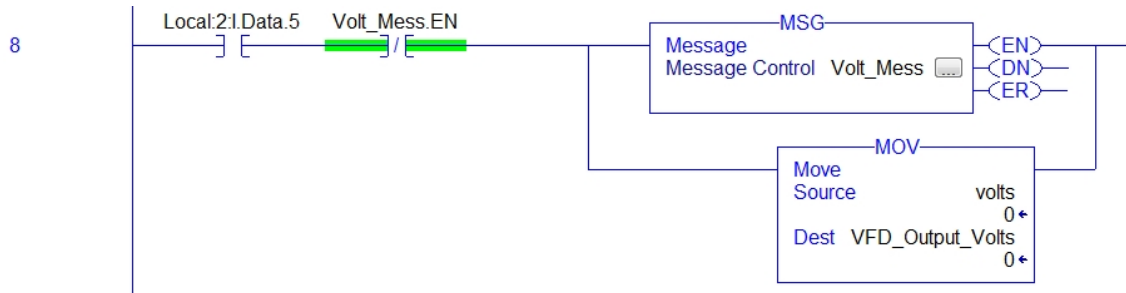 Local:2:I.Data.5 Volt_Mess.EN
8
MSG
Message
Message Control Volt_Mess ...
EN
DN
ER
/
MOV
Move
Source volts
0
Dest VFD_Output_Volts
0